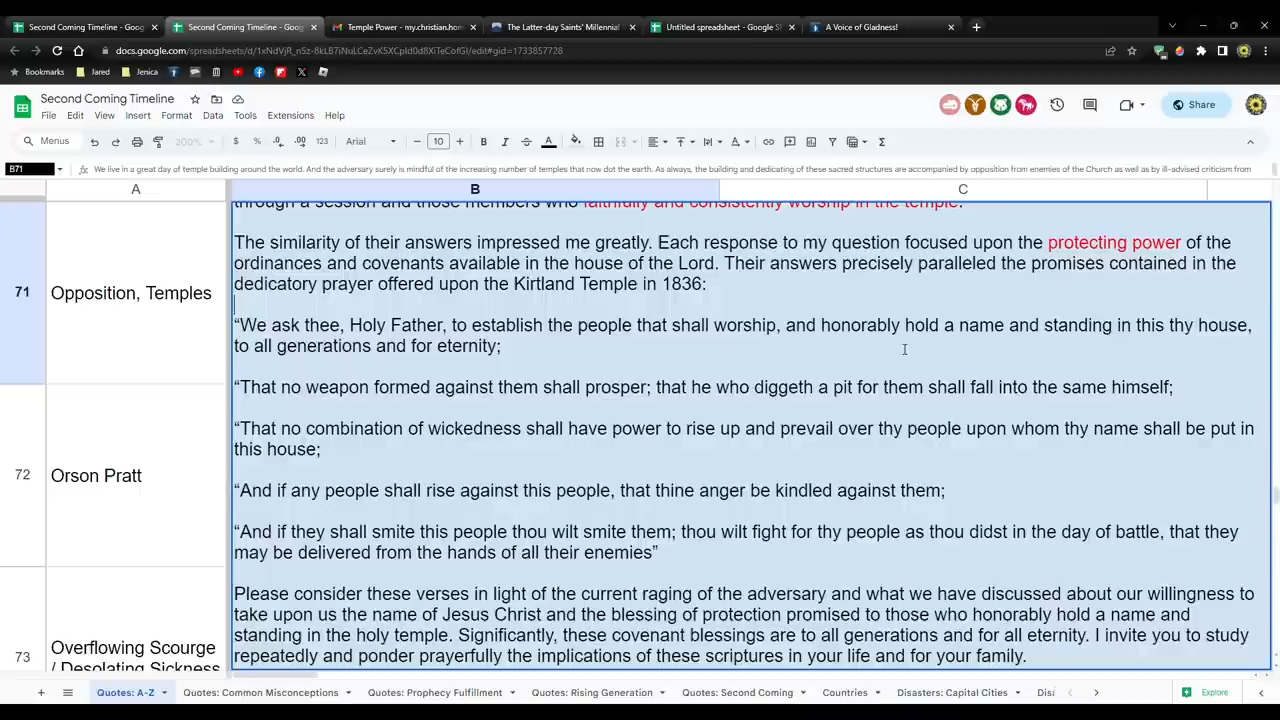 Second Coming Timeline - Goog
Second Coming Timeline - Goog
Temple Power - my.christian.hom
The Latter-day Saints' Millennial
Untitled spreadsheet - Google Sh
A Voice of Gladness!
Bookmarks Jared Jenica
Second Coming Timeline
File Edit View Insert Format Data Tools Extensions Help
Share
Menus 200% $ % .0 .00 123 Arial 10 B I
B71 We live in a great day of temple building around the world. And the adversary surely is mindful of the increasing number of temples that now dot the earth. As always, the building and dedicating of these sacred structures are accompanied by opposition from enemies of the Church as well as by ill-advised criticism from
A B C
through a session and those members who faithfully and consistently worship in the temple.
The similarity of their answers impressed me greatly. Each response to my question focused upon the protecting power of the
ordinances and covenants available in the house of the Lord. Their answers precisely paralleled the promises contained in the
71 Opposition, Temples
dedicatory prayer offered upon the Kirtland Temple in 1836:
“We ask thee, Holy Father, to establish the people that shall worship, and honorably hold a name and standing in this thy house,
to all generations and for eternity;
“That no weapon formed against them shall prosper; that he who diggeth a pit for them shall fall into the same himself;
“That no combination of wickedness shall have power to rise up and prevail over thy people upon whom thy name shall be put in
this house;
72 Orson Pratt
“And if any people shall rise against this people, that thine anger be kindled against them;
“And if they shall smite this people thou wilt smite them; thou wilt fight for thy people as thou didst in the day of battle, that they
may be delivered from the hands of all their enemies”
Please consider these verses in light of the current raging of the adversary and what we have discussed about our willingness to
take upon us the name of Jesus Christ and the blessing of protection promised to those who honorably hold a name and
standing in the holy temple. Significantly, these covenant blessings are to all generations and for all eternity. I invite you to study
repeatedly and ponder prayerfully the implications of these scriptures in your life and for your family.
73 Overflowing Scourge
/ Desolating Sickness
Quotes: A-Z Quotes: Common Misconceptions Quotes: Prophecy Fulfillment Quotes: Rising Generation Quotes: Second Coming Countries Disasters: Capital Cities Disa Explore